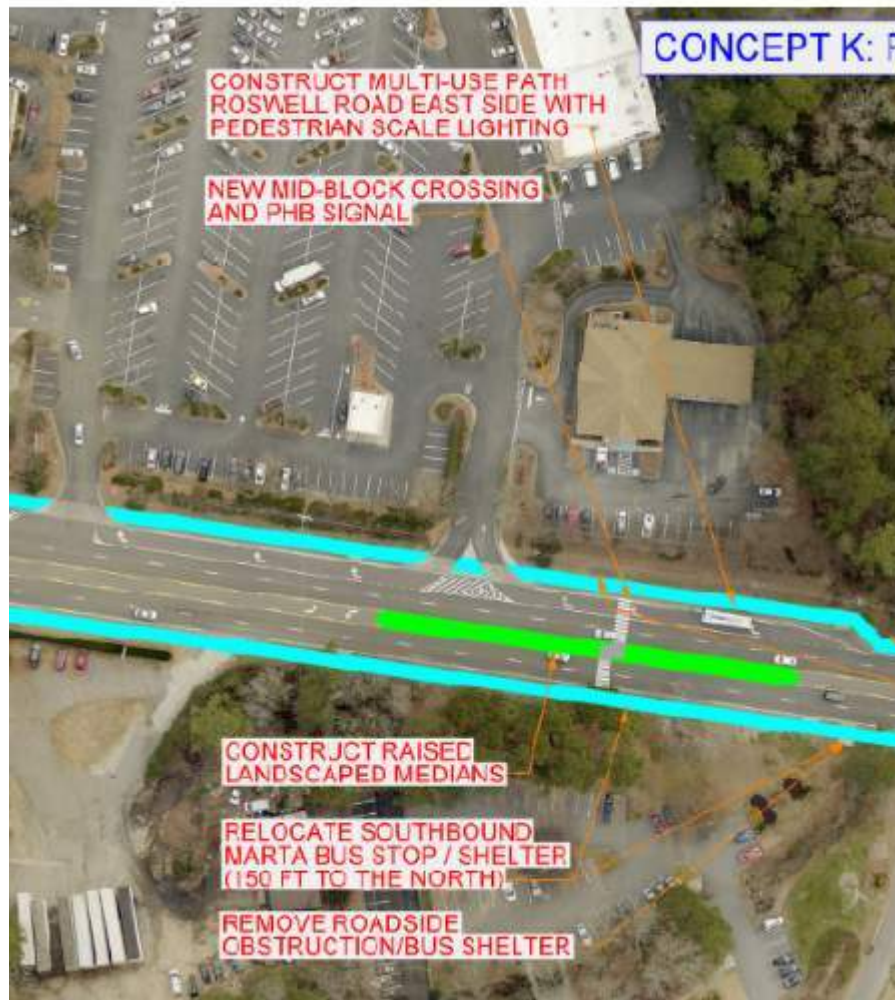 CONCEPT K:
CONSTRUCT MULTI-USE PATH
ROSWELL ROAD EAST SIDE WITH
PEDESTRIAN SCALE LIGHTING
NEW MID-BLOCK CROSSING
AND PHB SIGNAL
CONSTRUCT RAISED
LANDSCAPED MEDIANS
RELOCATE SOUTHBOUND
MARTA BUS STOP / SHELTER
(150 FT TO THE NORTH)
REMOVE ROADSIDE
OBSTRUCTION/BUS SHELTER